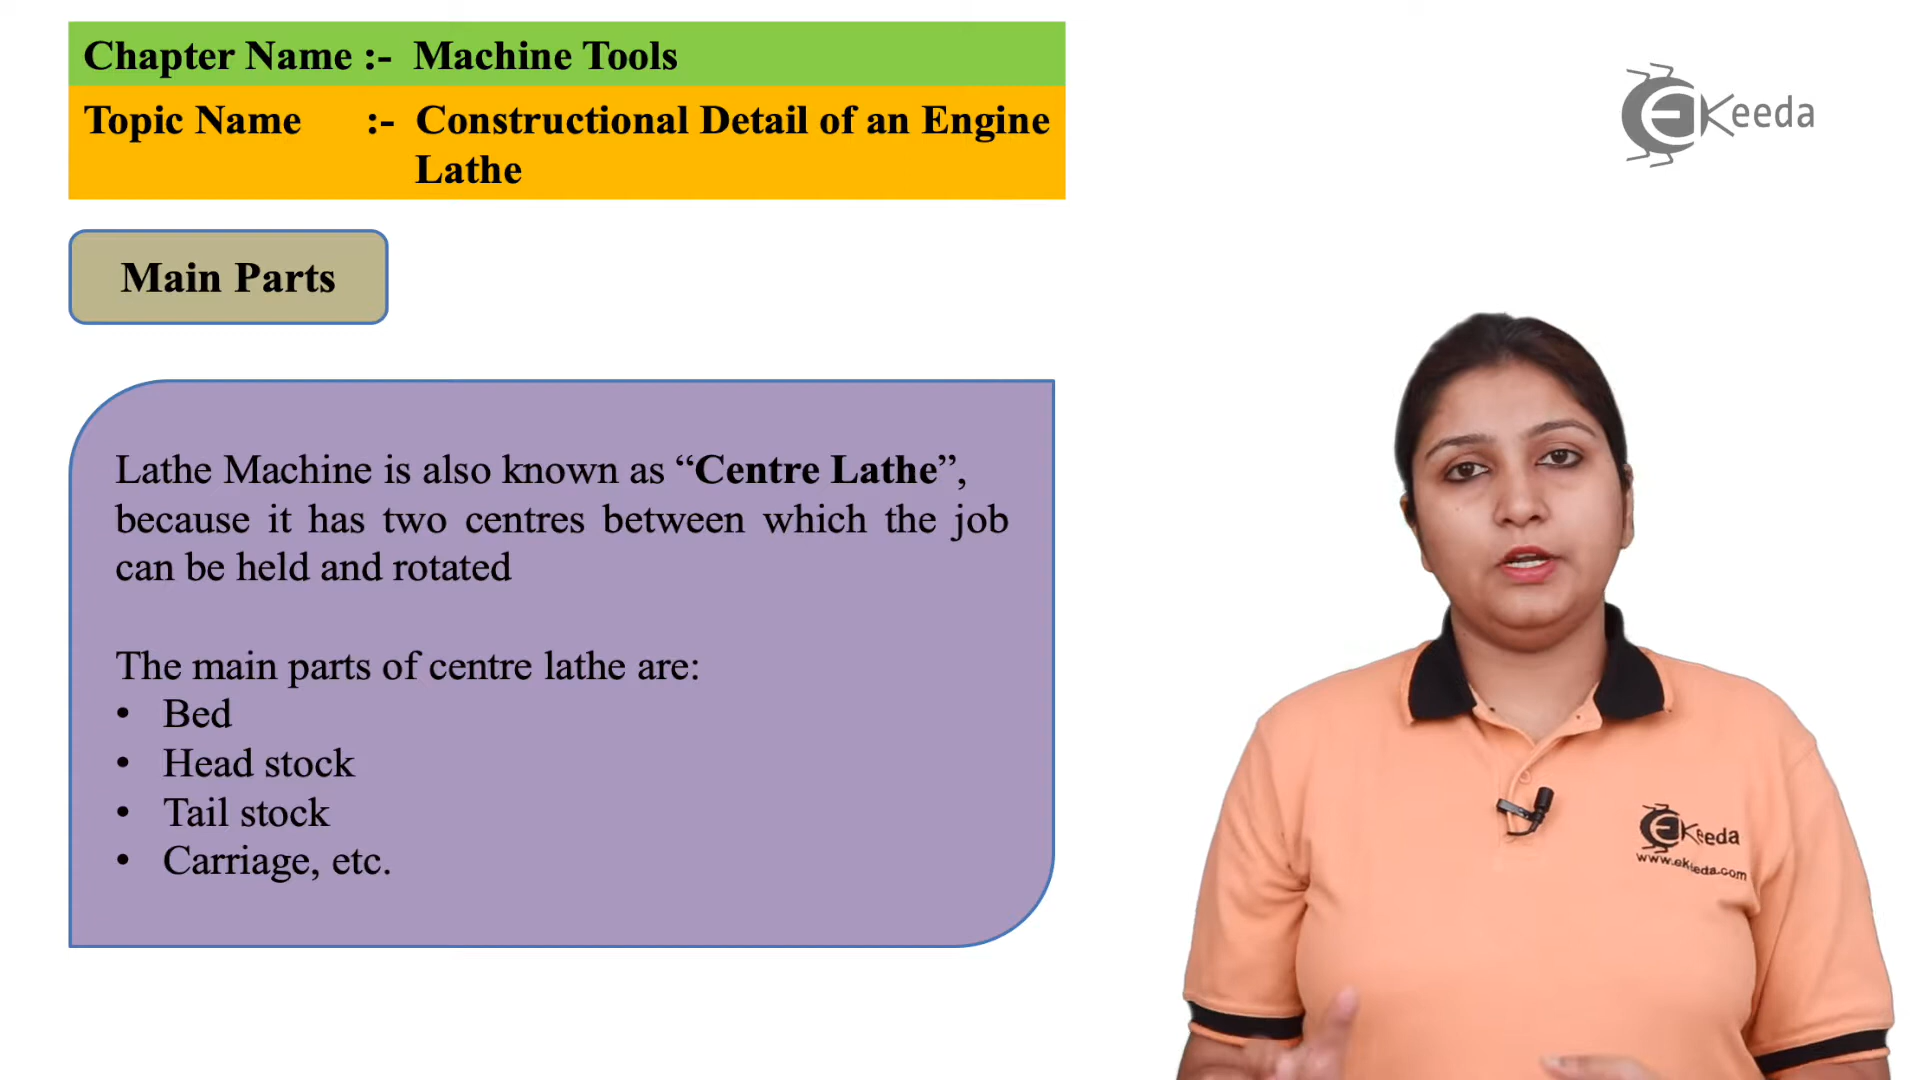 Chapter Name :- Machine Tools
Topic Name :- Constructional Detail of an Engine
Lathe
Keeda
Main Parts
Lathe Machine is also known as “Centre Lathe”,
because it has two centres between which the job
can be held and rotated
The main parts of centre lathe are:
• Bed
• Head stock
• Tail stock
• Carriage, etc.
Keeda
www.ekeeda.com